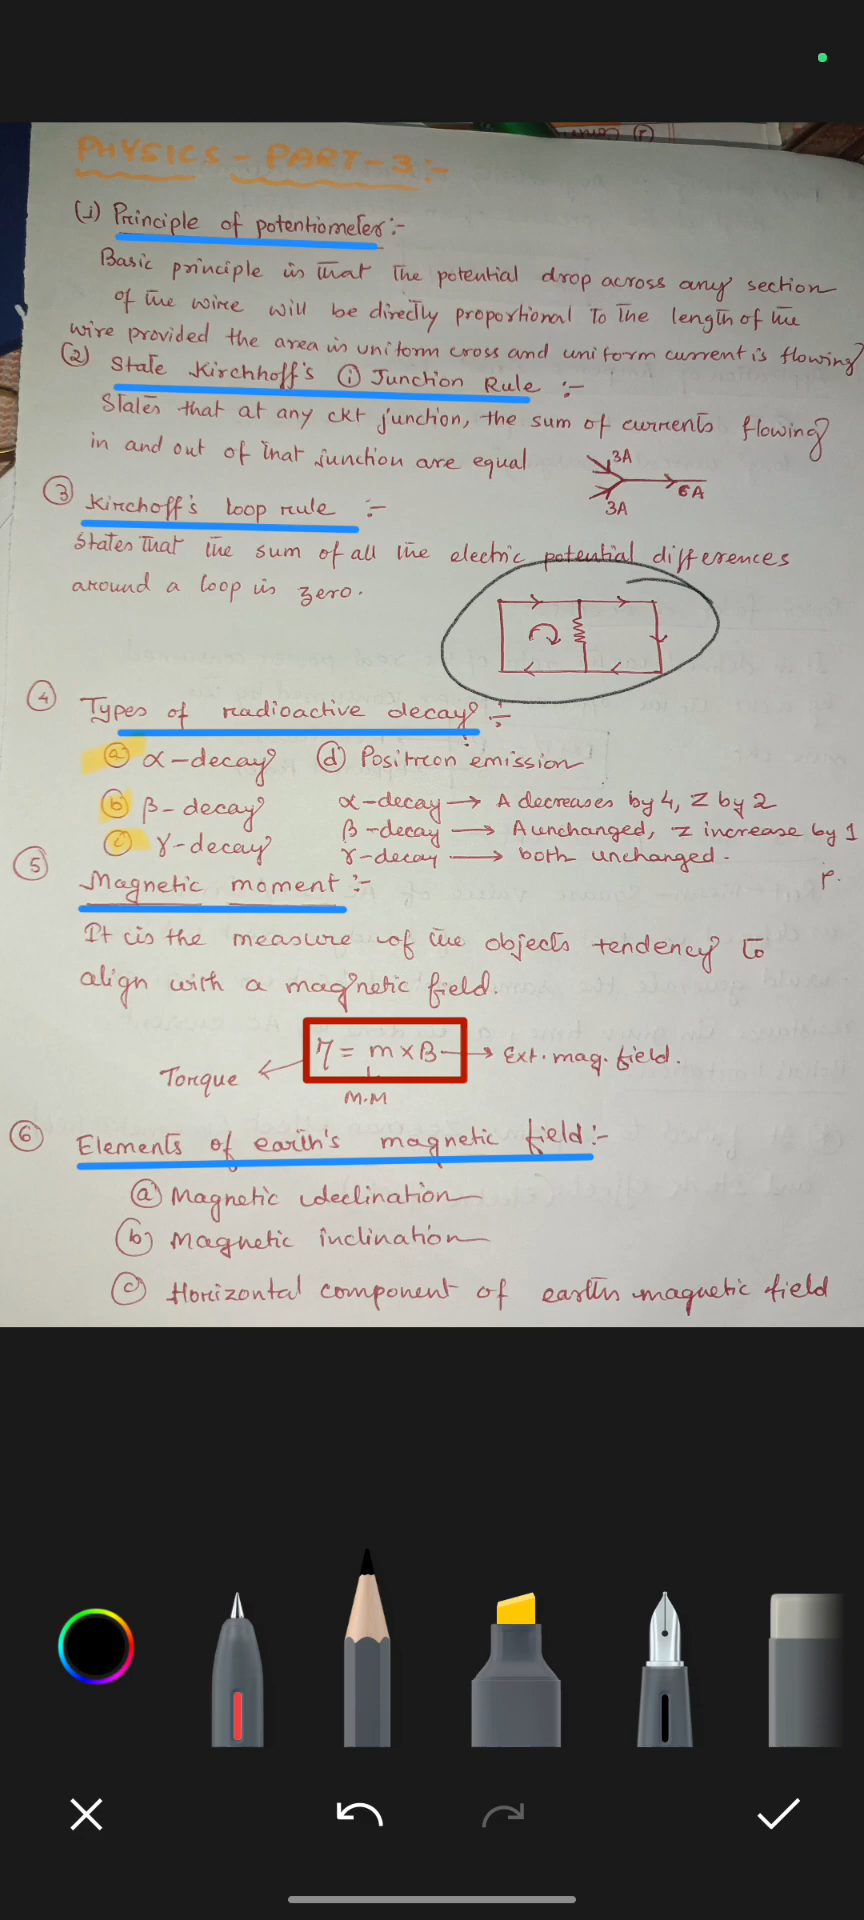 PHYSICS - PART-3 :-
(1) Principle of potentiometer :-
Basic principle is that the potential drop across any section
of the wire will be directly proportional to the length of the
wire provided the area is uniform cross and uniform current is flowing
(2) State Kirchhoff's (i) Junction Rule :-
States that at any ckt junction, the sum of currents flowing
in and out of that junction are equal
3A
6A
3A
(3) Kirchoff's loop rule :-
States that the sum of all the electric potential differences
around a loop is zero.
(4) Types of radioactive decay :-
(a) α-decay (d) Positron emission
(b) β-decay α-decay → A decreases by 4, Z by 2
β-decay → A unchanged, z increase by 1
(c) γ-decay γ-decay → both unchanged.
(5) Magnetic moment :-
It is the measure of the objects tendency to
align with a magnetic field.
τ = m × B → Ext. mag. field.
Torque
M.M
(6) Elements of earth's magnetic field :-
(a) Magnetic declination
(b) Magnetic inclination
(c) Horizontal component of earths magnetic field